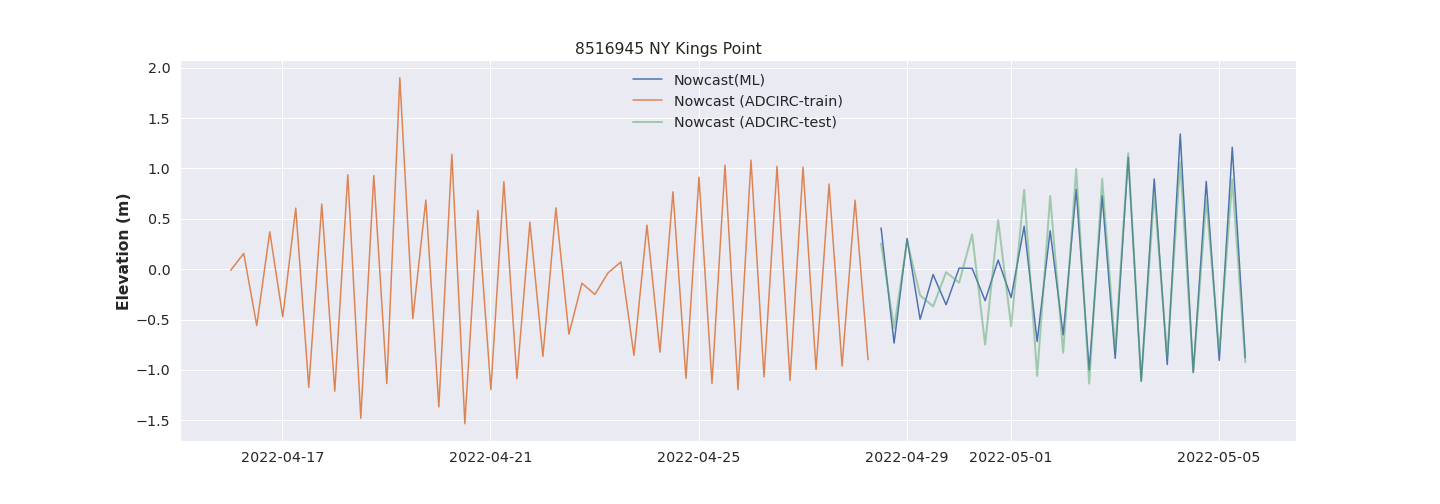 8516945 NY Kings Point
Nowcast(ML)
Nowcast (ADCIRC-train)
Nowcast (ADCIRC-test)
Elevation (m)
2.0
1.5
1.0
0.5
0.0
−0.5
−1.0
−1.5
2022-04-17 2022-04-21 2022-04-25 2022-04-29 2022-05-01 2022-05-05